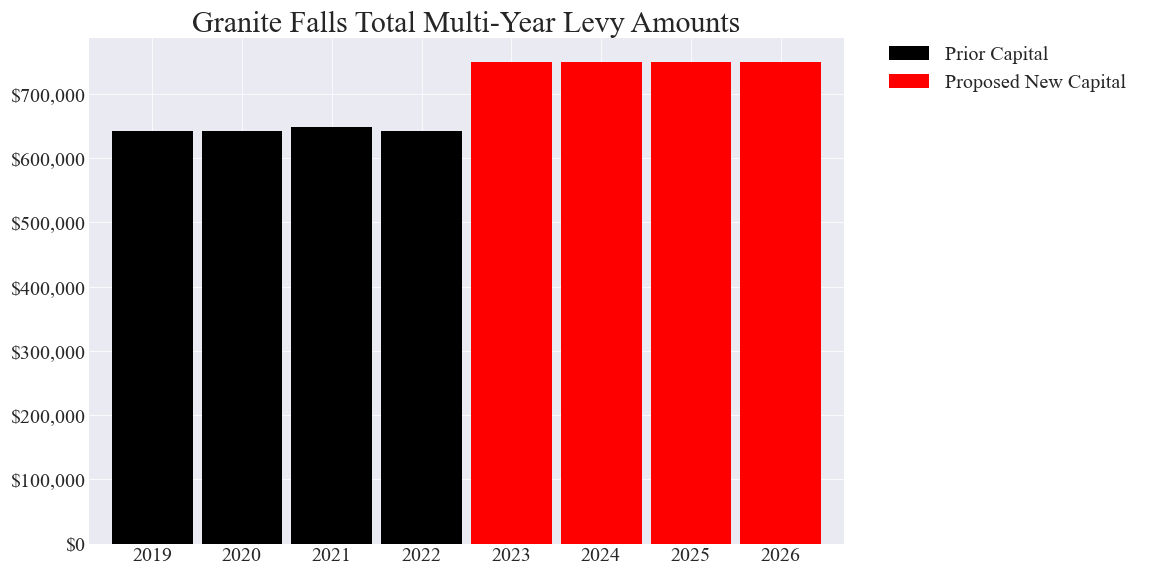 Granite Falls Total Multi-Year Levy Amounts
Prior Capital
Proposed New Capital
$700,000
$600,000
$500,000
$400,000
$300,000
$200,000
$100,000
$0
2019 2020 2021 2022 2023 2024 2025 2026